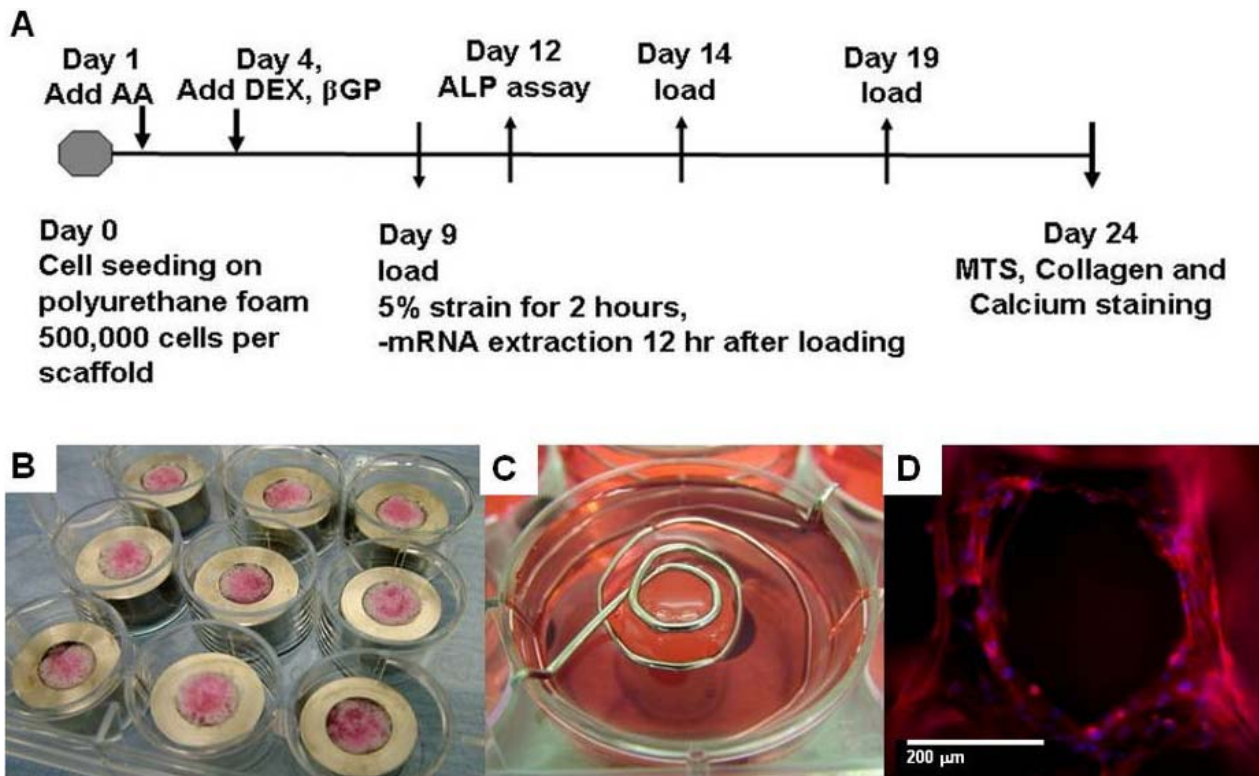 A
Day 1
Add AA
Day 4,
Add DEX, βGP
Day 12
ALP assay
Day 14
load
Day 19
load
Day 0
Cell seeding on
polyurethane foam
500,000 cells per
scaffold
Day 9
load
5% strain for 2 hours,
-mRNA extraction 12 hr after loading
Day 24
MTS, Collagen and
Calcium staining
B
C
D
200 µm